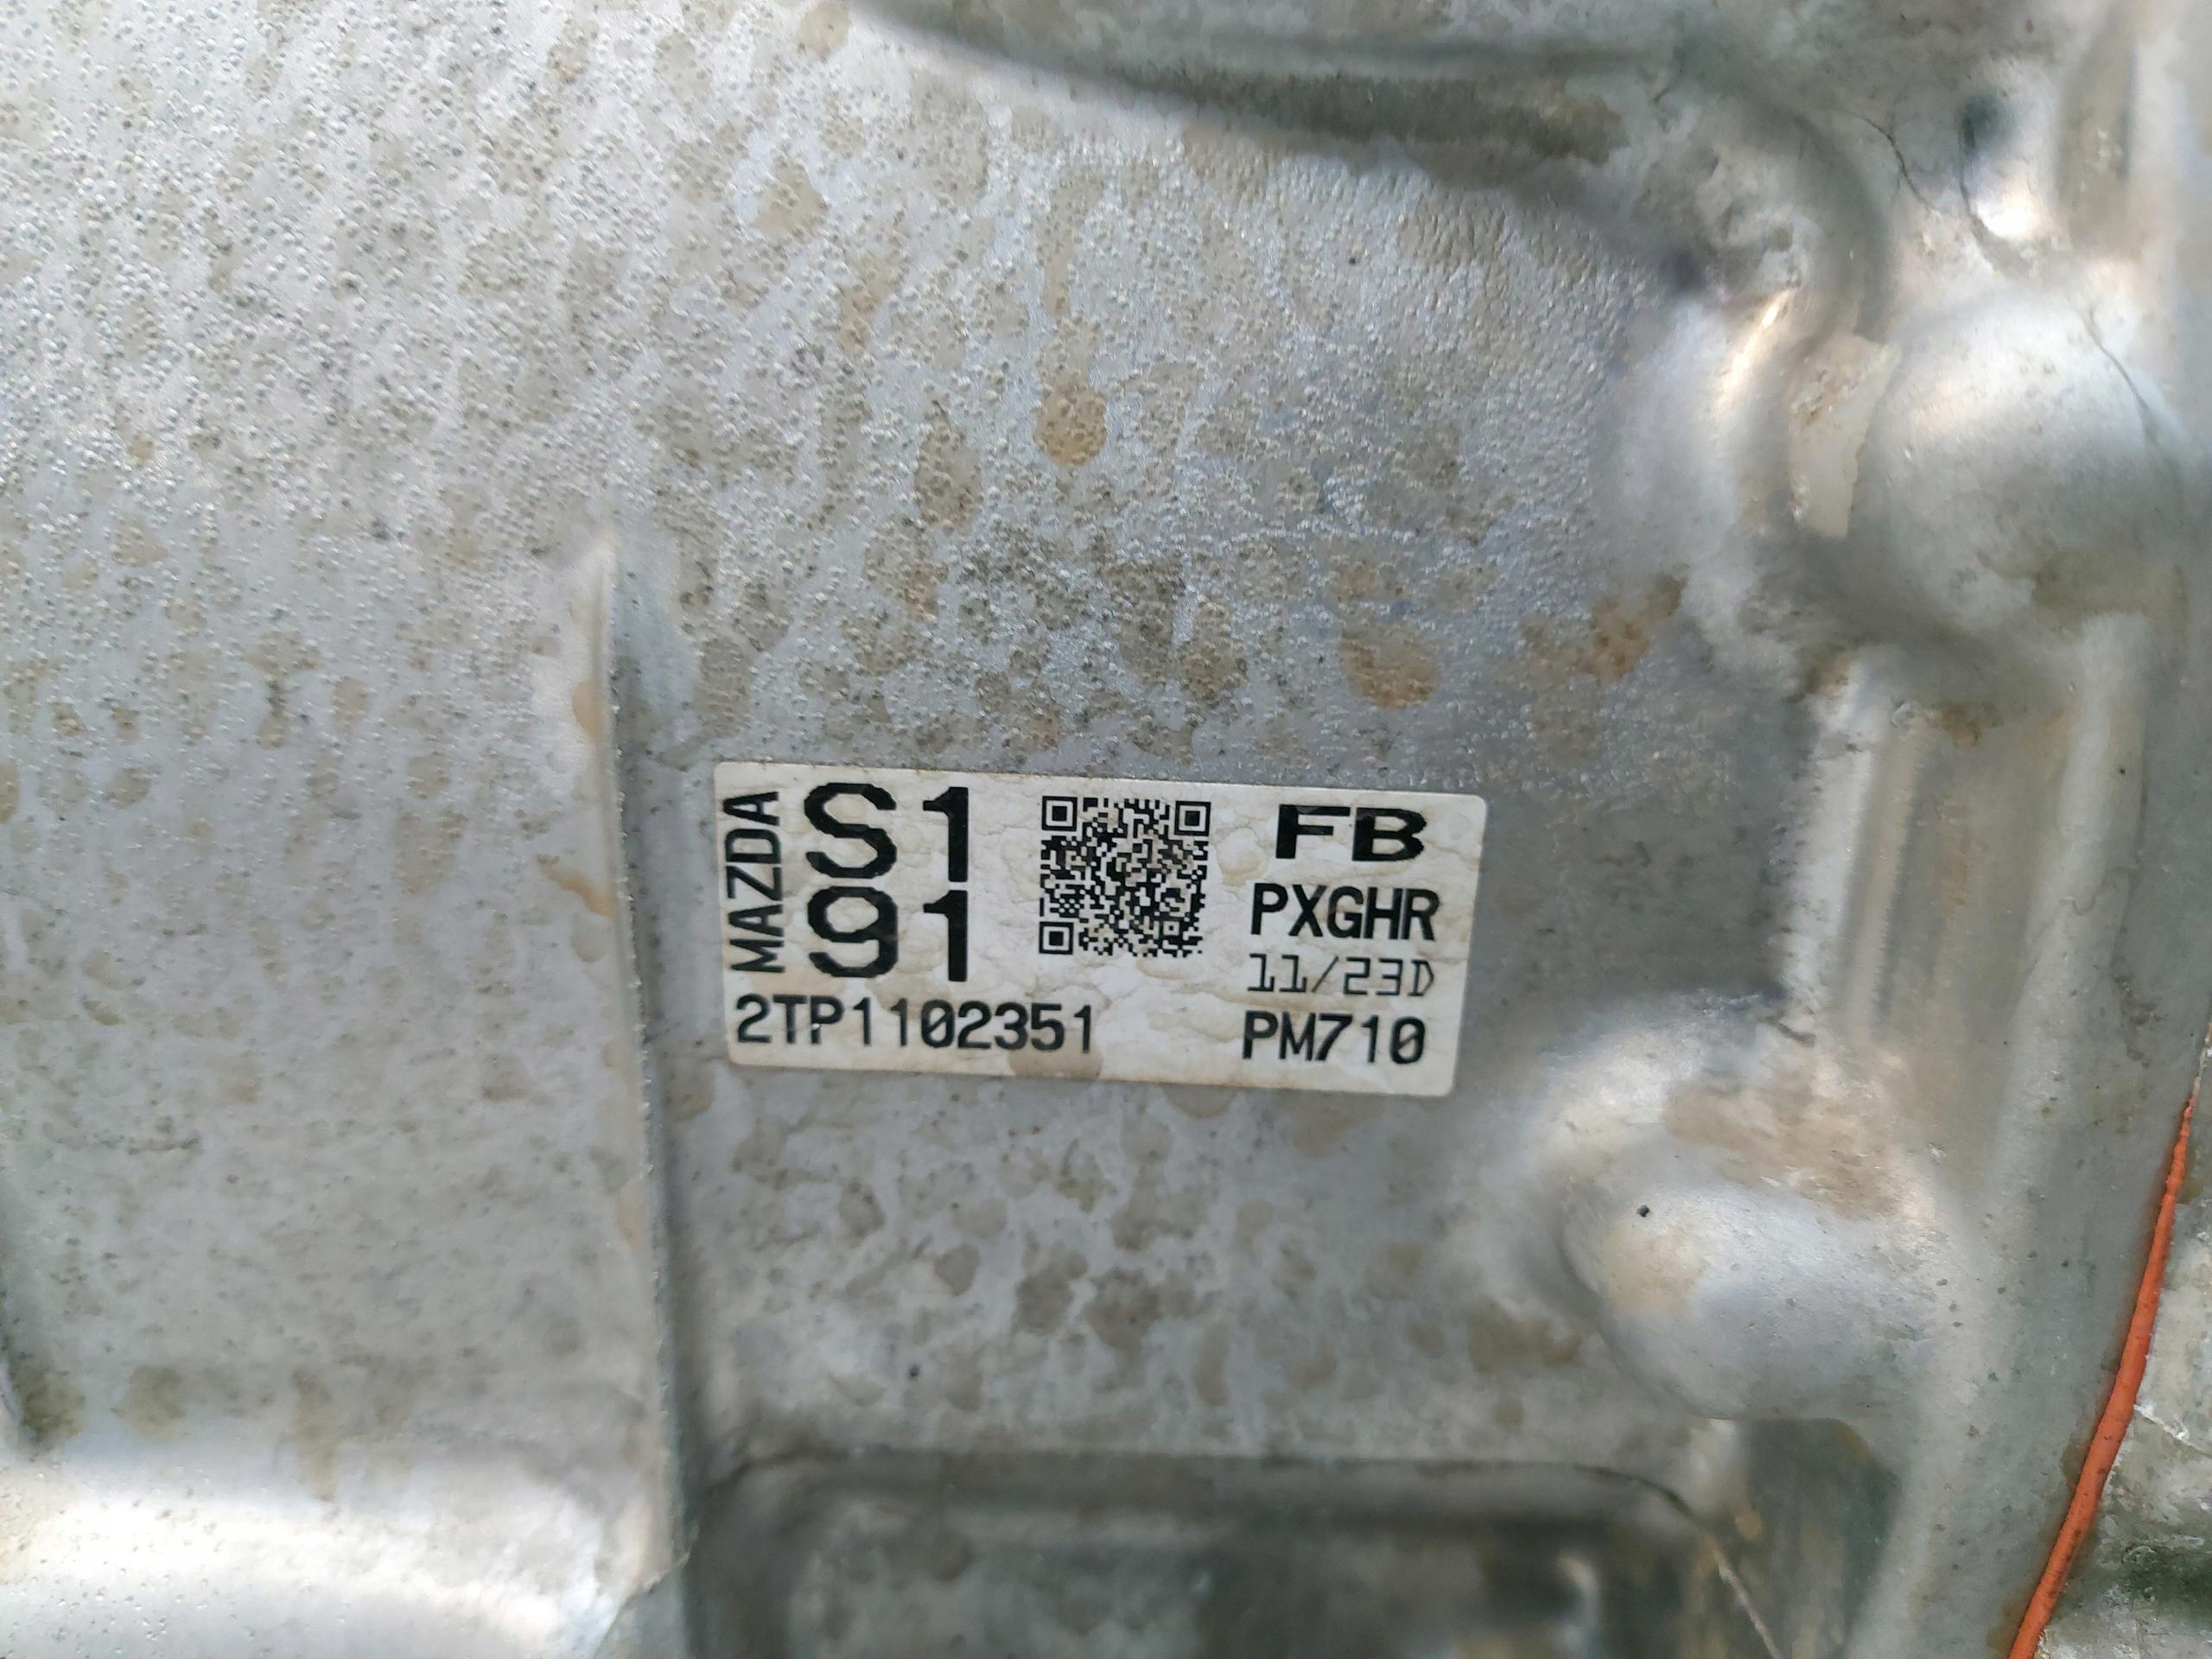 MAZDA
S1
91
2TP1102351
FB
PXGHR
11/23D
PM710